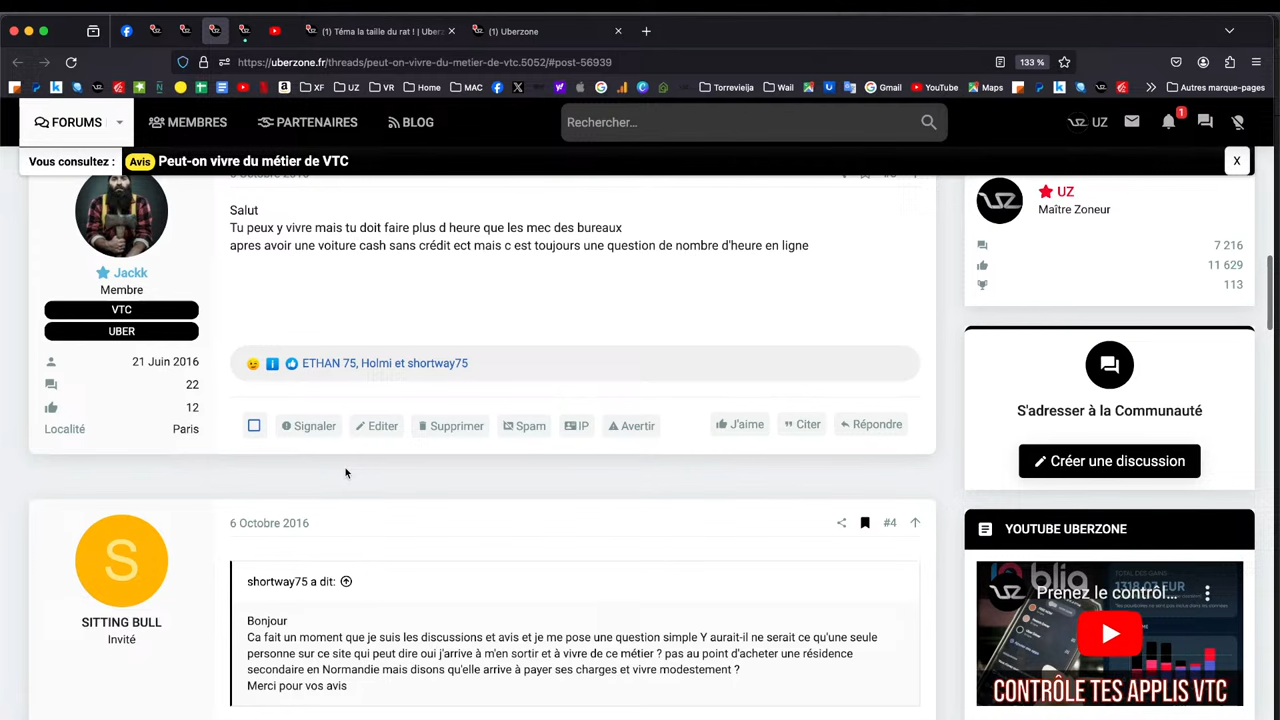 (1) Téma la taille du rat ! | Uber
(1) Uberzone
https://uberzone.fr/threads/peut-on-vivre-du-metier-de-vtc.5052/#post-56939
133 %
XF
UZ
VR
Home
MAC
Torrevieja
Wail
Gmail
YouTube
Maps
Autres marque-pages
FORUMS
MEMBRES
PARTENAIRES
BLOG
Rechercher...
UZ
1
Vous consultez :
Avis
Peut-on vivre du métier de VTC
X
Salut
Tu peux y vivre mais tu doit faire plus d heure que les mec des bureaux
apres avoir une voiture cash sans crédit ect mais c est toujours une question de nombre d'heure en ligne
Jackk
Membre
VTC
UBER
21 Juin 2016
22
12
Localité
Paris
ETHAN 75, Holmi et shortway75
Signaler
Editer
Supprimer
Spam
IP
Avertir
J'aime
Citer
Répondre
6 Octobre 2016
#4
S
SITTING BULL
Invité
shortway75 a dit:
Bonjour
Ca fait un moment que je suis les dissussions et avis et je me pose une question simple Y aurait-il ne serait ce qu'une seule
personne sur ce site qui peut dire oui j'arrive à m'en sortir et à vivre de ce métier ? pas au point d'acheter une résidence
secondaire en Normandie mais disons qu'elle arrive à payer ses charges et vivre modestement ?
Merci pour vos avis
UZ
Maître Zoneur
7 216
11 629
113
S'adresser à la Communauté
Créer une discussion
YOUTUBE UBERZONE
bliq
TOTAL DES GAINS
1318,07 EUR
Prenez le contrôl...
CONTRÔLE TES APPLIS VTC